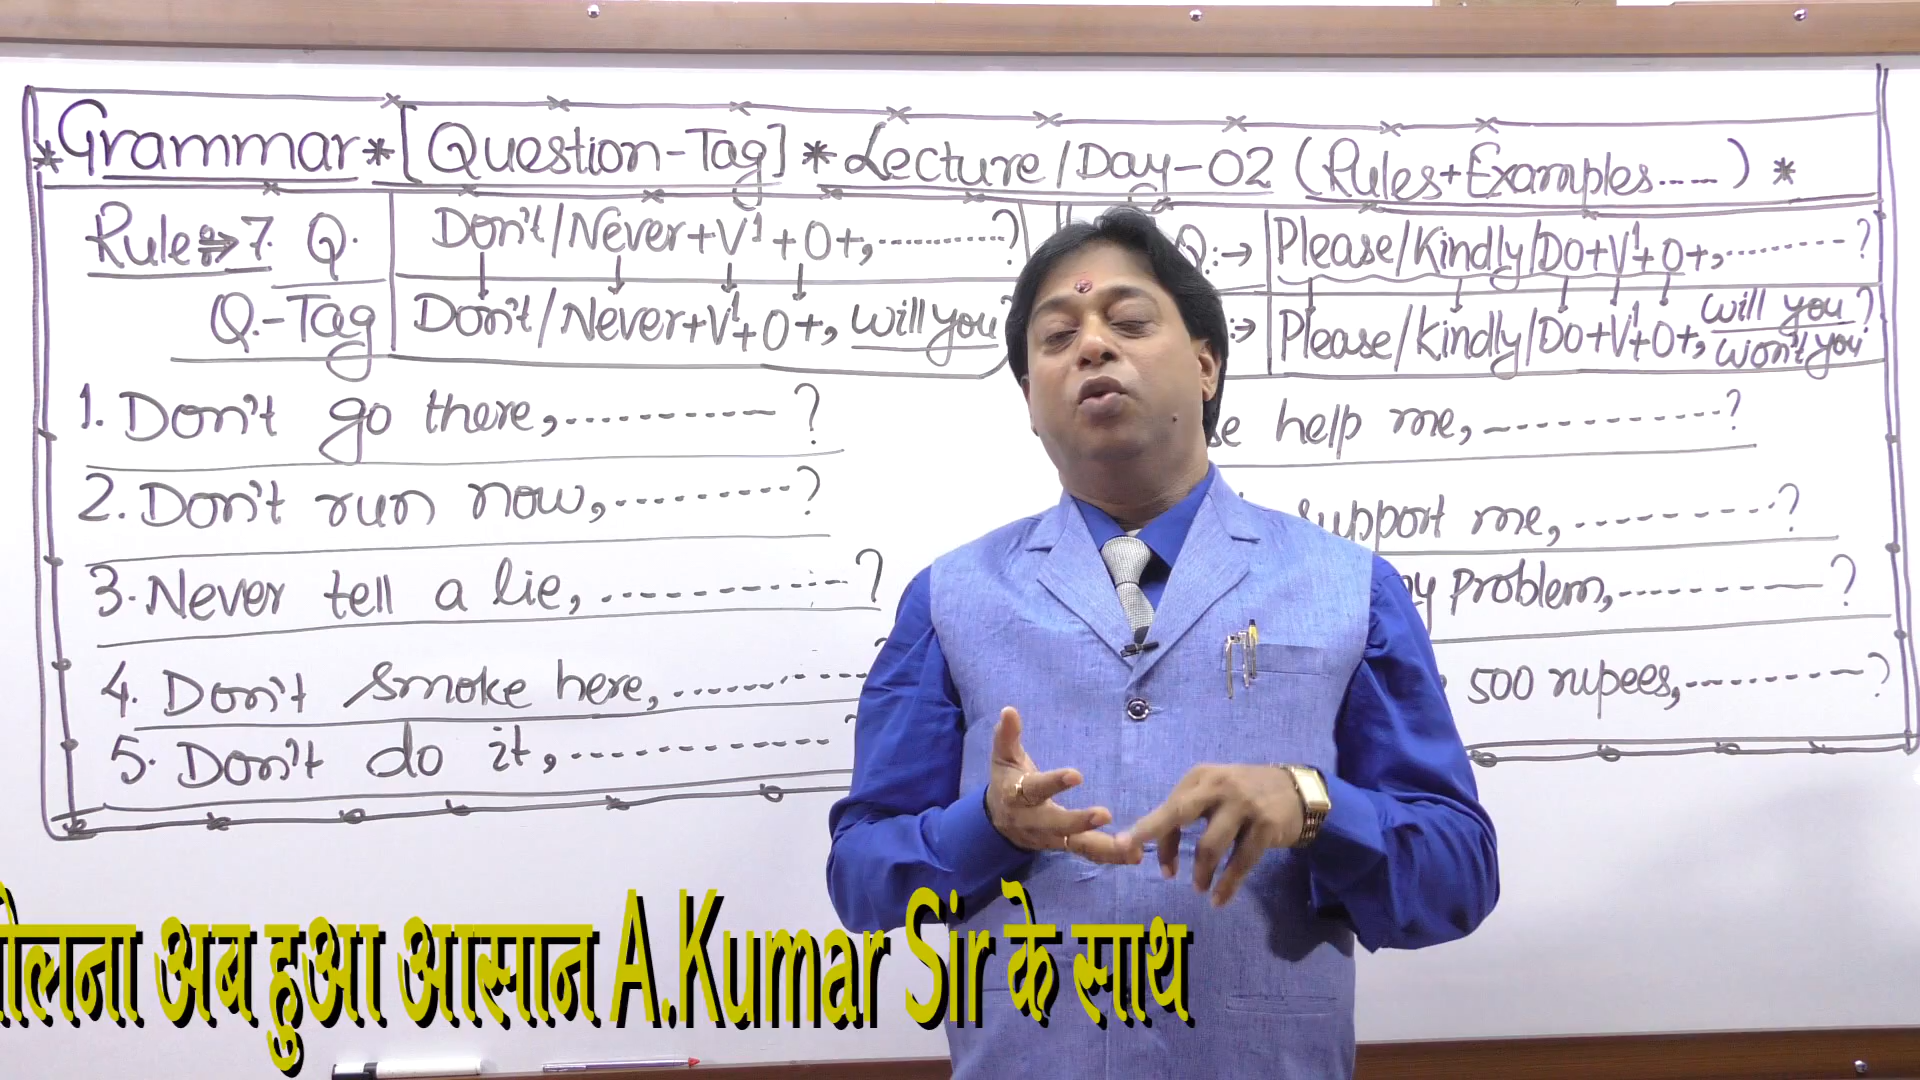 *Grammar* [Question-Tag] * Lecture/Day-02 (Rules+Examples......) *
Rule⇒7. Q. Don't/Never+V¹+O+,...........?
Q.-Tag Don't/Never+V¹+O+, will you?
1. Don't go there,...........?
2. Don't run now,..........?
3. Never tell a lie,............?
4. Don't smoke here,...........?
5. Don't do it,............?
Q.:→ Please/Kindly/Do+V¹+O+,.........?
:→ Please/Kindly/Do+V¹+O+, will you / won't you?
help me,...........?
support me,...........?
Problem,...........?
500 rupees,..........?
अब हुआ आसान A.Kumar Sir के साथ